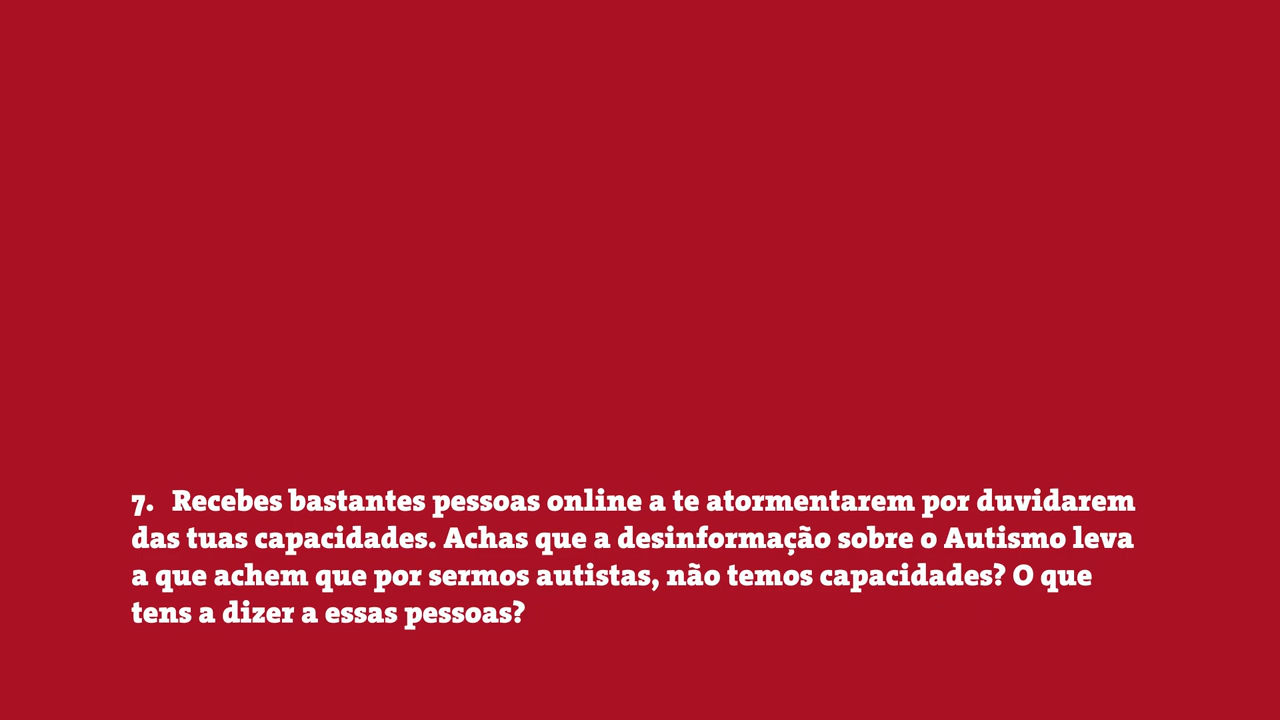 7. Recebes bastantes pessoas online a te atormentarem por duvidarem
das tuas capacidades. Achas que a desinformação sobre o Autismo leva
a que achem que por sermos autistas, não temos capacidades? O que
tens a dizer a essas pessoas?